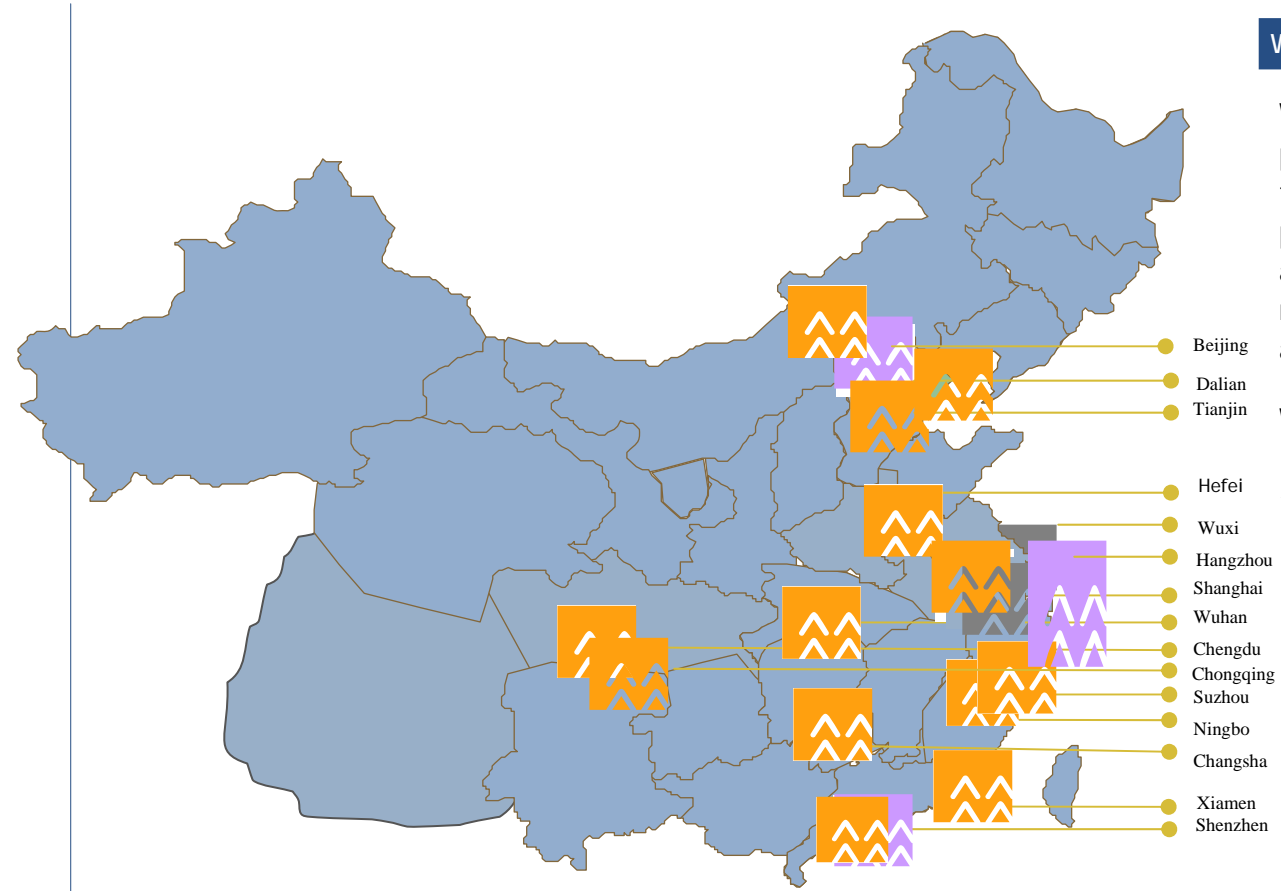 Beijing
Dalian
Tianjin
Hefei
Wuxi
Hangzhou
Shanghai
Wuhan
Chengdu
Chongqing
Suzhou
Ningbo
Changsha
Xiamen
Shenzhen